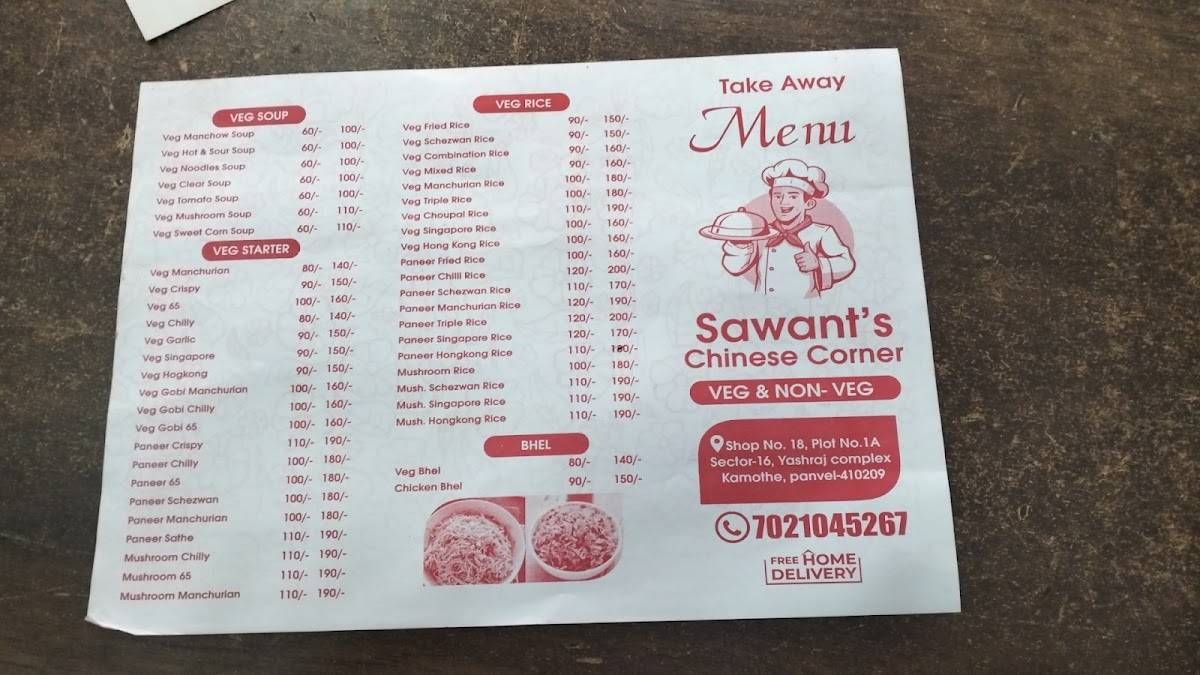 VEG SOUP
Veg Manchow Soup 60/- 100/-
Veg Hot & Sour Soup 60/- 100/-
Veg Noodles Soup 60/- 100/-
Veg Clear Soup 60/- 100/-
Veg Tomato Soup 60/- 100/-
Veg Mushroom Soup 60/- 110/-
Veg Sweet Corn Soup 60/- 110/-
VEG STARTER
Veg Manchurian 80/- 140/-
Veg Crispy 90/- 150/-
Veg 65 100/- 160/-
Veg Chilly 80/- 140/-
Veg Garlic 90/- 150/-
Veg Singapore 90/- 150/-
Veg Hogkong 90/- 150/-
Veg Gobi Manchurian 100/- 160/-
Veg Gobi Chilly 100/- 160/-
Veg Gobi 65 100/- 160/-
Paneer Crispy 110/- 190/-
Paneer Chilly 100/- 180/-
Paneer 65 100/- 180/-
Paneer Schezwan 100/- 180/-
Paneer Manchurian 100/- 180/-
Paneer Sathe 110/- 190/-
Mushroom Chilly 110/- 190/-
Mushroom 65 110/- 190/-
Mushroom Manchurian 110/- 190/-
VEG RICE
Veg Fried Rice 90/- 150/-
Veg Schezwan Rice 90/- 150/-
Veg Combination Rice 90/- 160/-
Veg Mixed Rice 90/- 160/-
Veg Manchurian Rice 100/- 180/-
Veg Triple Rice 100/- 180/-
Veg Choupal Rice 110/- 190/-
Veg Singapore Rice 100/- 160/-
Veg Hong Kong Rice 100/- 160/-
Paneer Fried Rice 100/- 160/-
Paneer Chilli Rice 120/- 200/-
Paneer Schezwan Rice 110/- 170/-
Paneer Manchurian Rice 120/- 190/-
Paneer Triple Rice 120/- 200/-
Paneer Singapore Rice 120/- 170/-
Paneer Hongkong Rice 110/-
Mushroom Rice 100/- 180/-
Mush. Schezwan Rice 110/- 190/-
Mush. Singapore Rice 110/- 190/-
Mush. Hongkong Rice 110/- 190/-
BHEL
Veg Bhel 80/- 140/-
Chicken Bhel 90/- 150/-
Take Away
Menu
Sawant's
Chinese Corner
VEG & NON- VEG
Shop No. 18, Plot No.1A
Sector-16, Yashraj complex
Kamothe, panvel-410209
7021045267
FREE HOME
DELIVERY